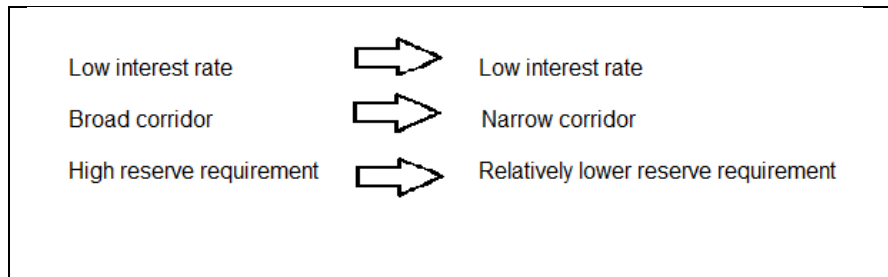 Low interest rate Low interest rate
Broad corridor Narrow corridor
High reserve requirement Relatively lower reserve requirement